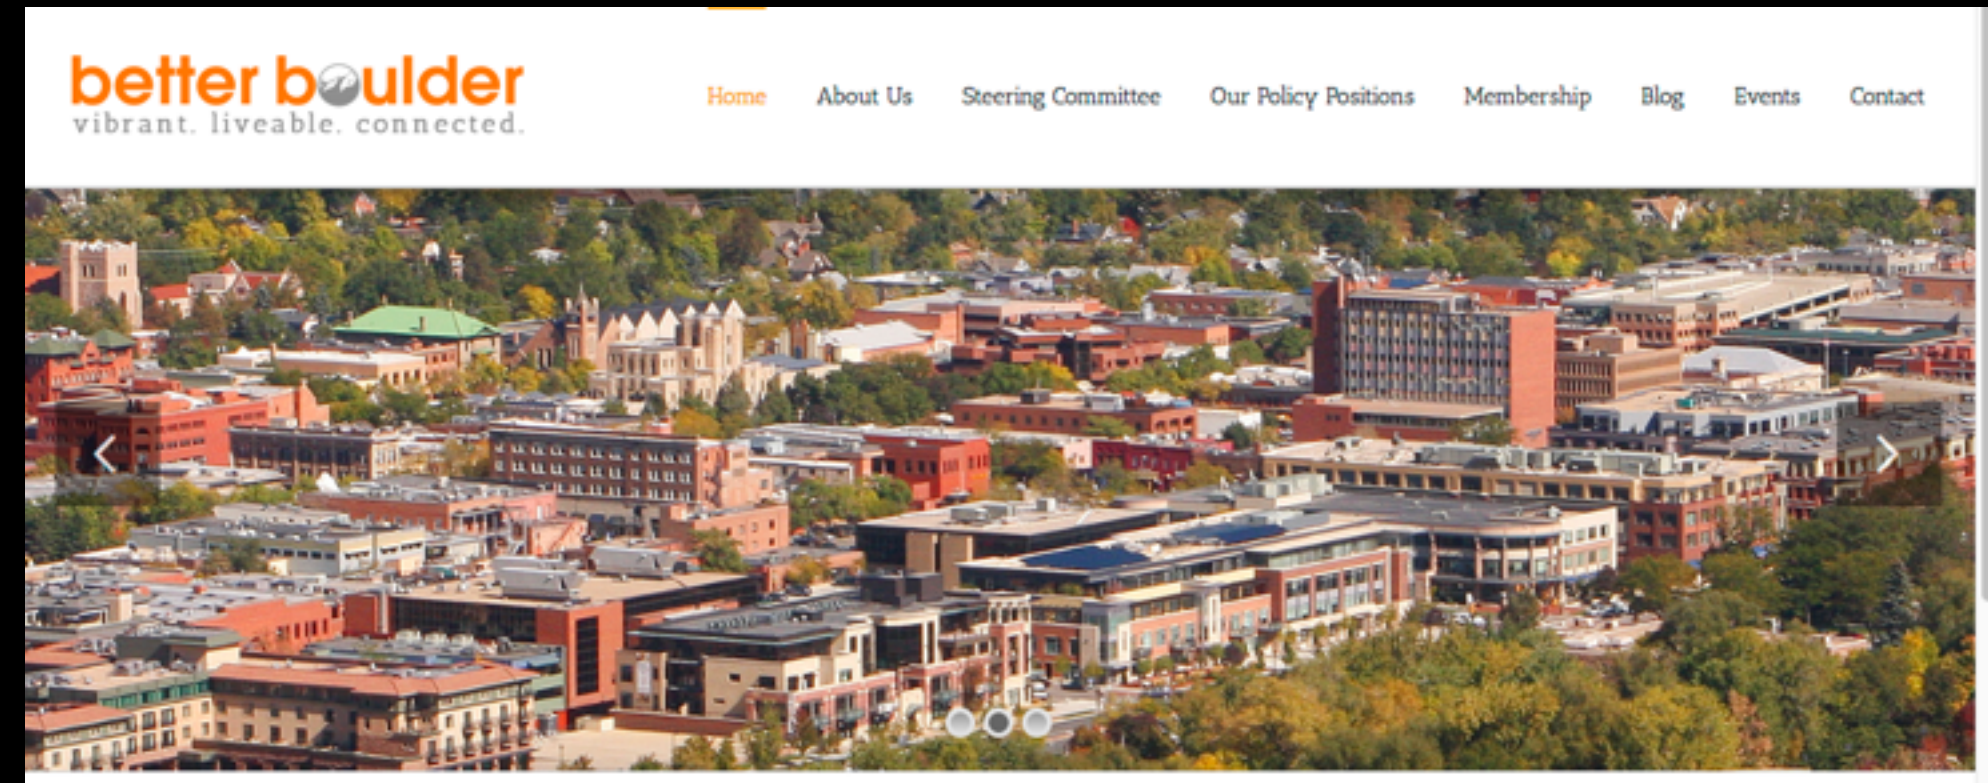 better boulder
vibrant. liveable. connected.
Home About Us Steering Committee Our Policy Positions Membership Blog Events Contact